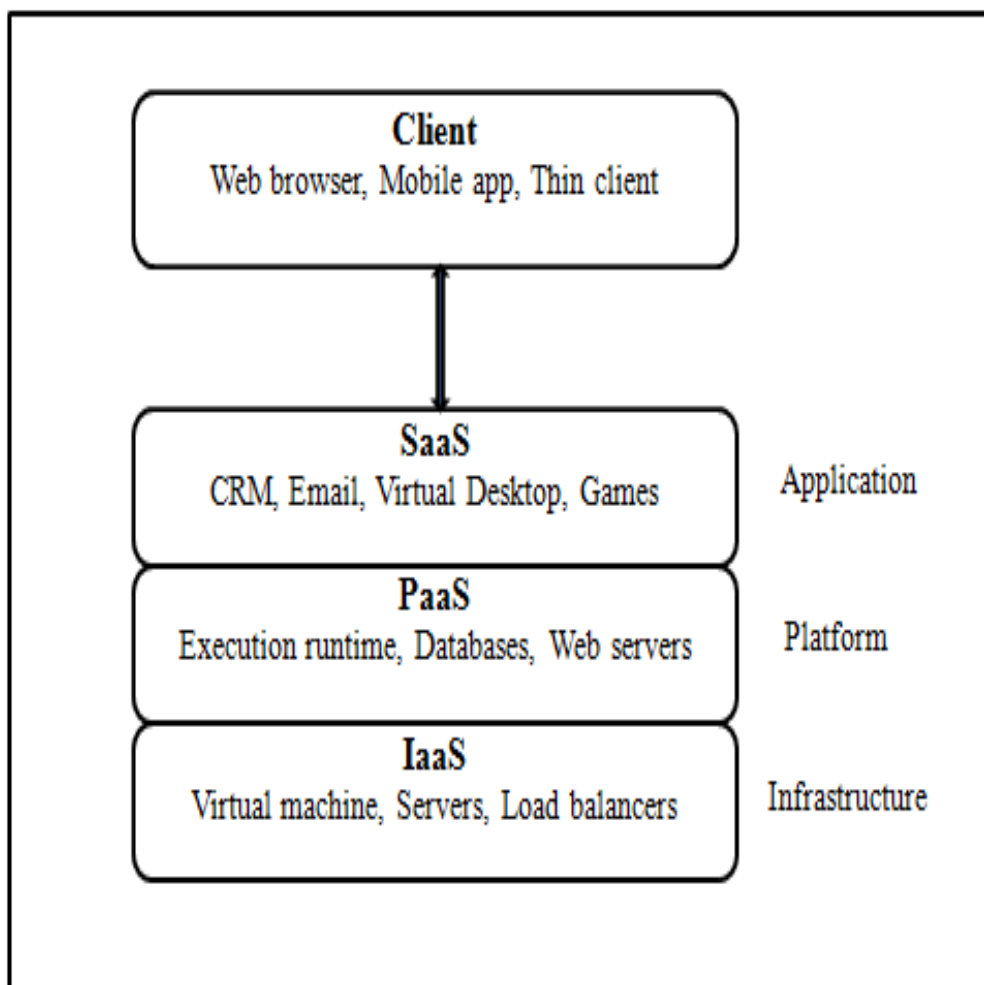 Client
Web browser, Mobile app, Thin client
SaaS
CRM, Email, Virtual Desktop, Games
Application
PaaS
Execution runtime, Databases, Web servers
Platform
IaaS
Virtual machine, Servers, Load balancers
Infrastructure